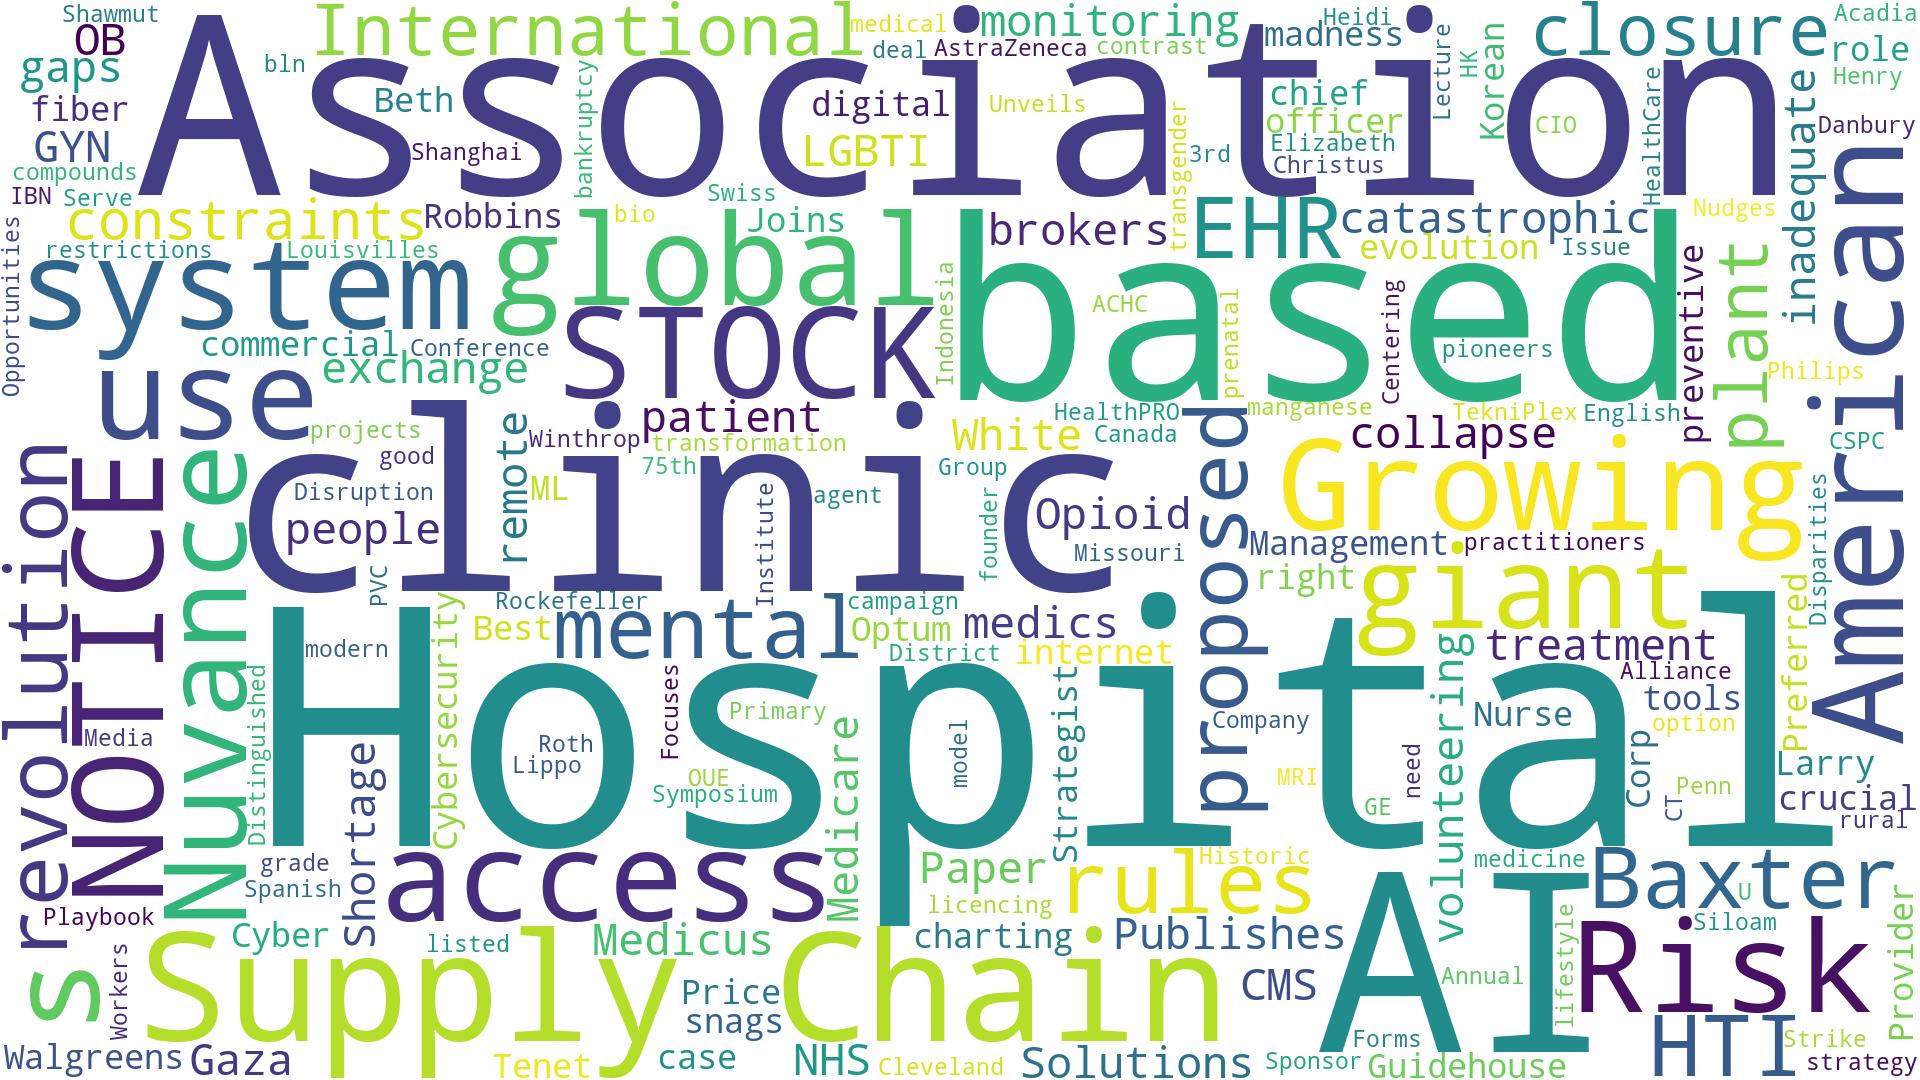 Shawmut
OB
gaps
bln
fiber
GYN
compounds
IBN
Serve
Association
International
Beth
Shanghai
bankruptcy
medical
deal
AstraZeneca
monitoring
contrast
digital
Unveils
LGBTI
Swiss
transgender
3rd
madness
Heidi
chief
officer
Elizabeth
Christus
Lecture
HK
Korean
CIO
closure
HealthCare
Acadia
role
Henry
Danbury
inadequate
American
constraints
Robbins
restrictions
Louisvilles
Opportunities
system
global
bio
Joins
brokers
EHR
catastrophic
evolution
Issue
Nudges
based
Indonesia
ACHC
prenatal
Centering
pioneers
preventive
plant
Philips
commercial
Conference
exchange
STOCK
use
HealthPRO
manganese
TekniPlex
English
Canada
White
collapse
CSPC
projects
good
Winthrop
patient
transformation
75th
remote
ML
Disruption
people
clinic
agent
Group
founder
Institute
Opioid
Missouri
proposed
Growing
Management
practitioners
right
giant
Disparities
revolution
NOTICE
Nuvance
PVC
Rockefeller
campaign
Best
mental
Optum
medics
District
internet
modern
Cybersecurity
Hospital
Distinguished
Media
Shortage
Focuses
Primary
Roth
Lippo
OUE
Symposium
model
Medicare
Strategist
Company
MRI
GE
need
volunteering
treatment
Alliance
tools
option
Nurse
Corp
CT
Penn
Preferred
Larry
crucial
rural
grade
Spanish
access
Paper
licencing
Historic
rules
medicine
Baxter
U
Siloam
Playbook
s
Workers
Cyber
listed
Medicus
charting
Publishes
CMS
AI
Annual
lifestyle
Risk
Provider
Supply Chain
Price
snags
Walgreens
Gaza
Tenet
case
NHS
Cleveland
Solutions
Sponsor
Forms
Guidehouse
HTI
Strike
strategy